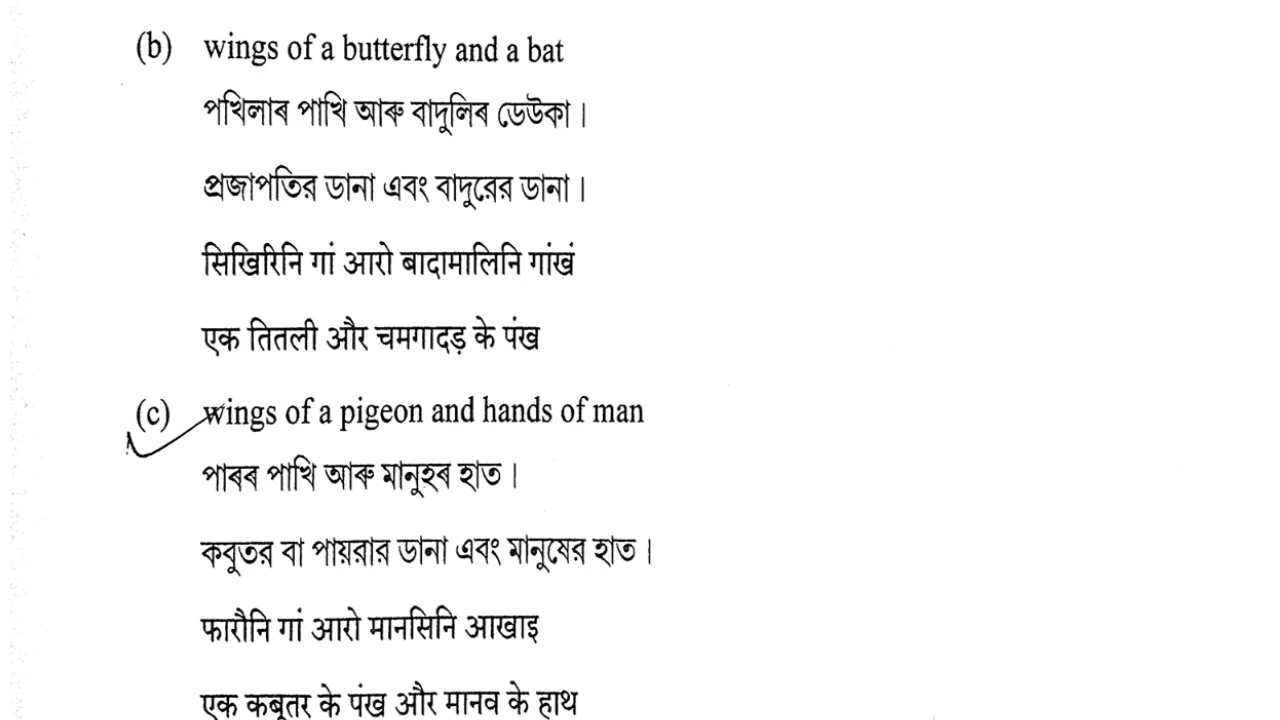 (b) wings of a butterfly and a bat
পখিলাৰ পাখি আৰু বাদুলিৰ ডেউকা।
প্রজাপতির ডানা এবং বাদুরের ডানা।
सिखिरिनि गां आरो बादामालिनि गांखं
एक तितली और चमगादड़ के पंख
(c) wings of a pigeon and hands of man
পাৰৰ পাখি আৰু মানুহৰ হাত।
কবুতর বা পায়রার ডানা এবং মানুষের হাত।
फारौनि गां आरो मानसिनि आखाइ
एक कबूतर के पंख और मानव के हाथ